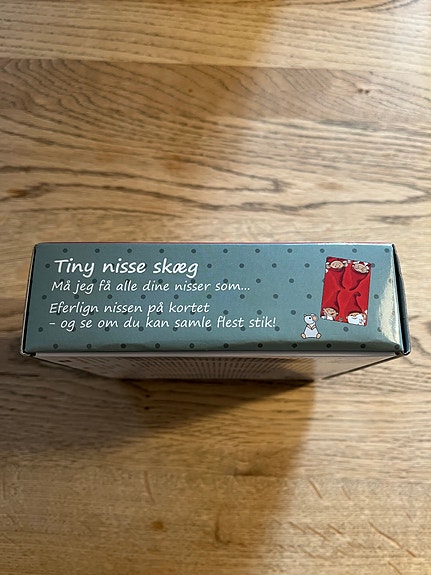 Tiny nisse skæg
Må jeg få alle dine nisser som...
Eferlign nissen på kortet
- og se om du kan samle flest stik!